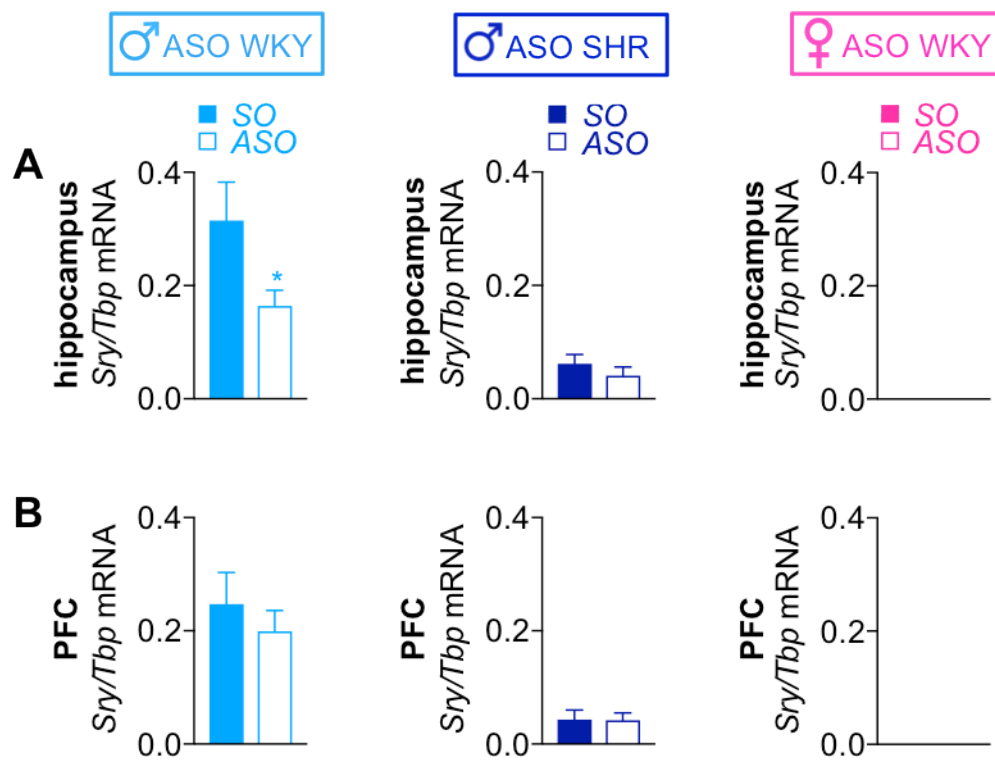 ♂ ASO WKY
♂ ASO SHR
♀ ASO WKY
SO
ASO
SO
ASO
SO
ASO
A
hippocampus
Sry/Tbp mRNA
0.4
0.2
0.0
*
hippocampus
Sry/Tbp mRNA
0.4
0.2
0.0
hippocampus
Sry/Tbp mRNA
0.4
0.2
0.0
B
PFC
Sry/Tbp mRNA
0.4
0.2
0.0
PFC
Sry/Tbp mRNA
0.4
0.2
0.0
PFC
Sry/Tbp mRNA
0.4
0.2
0.0